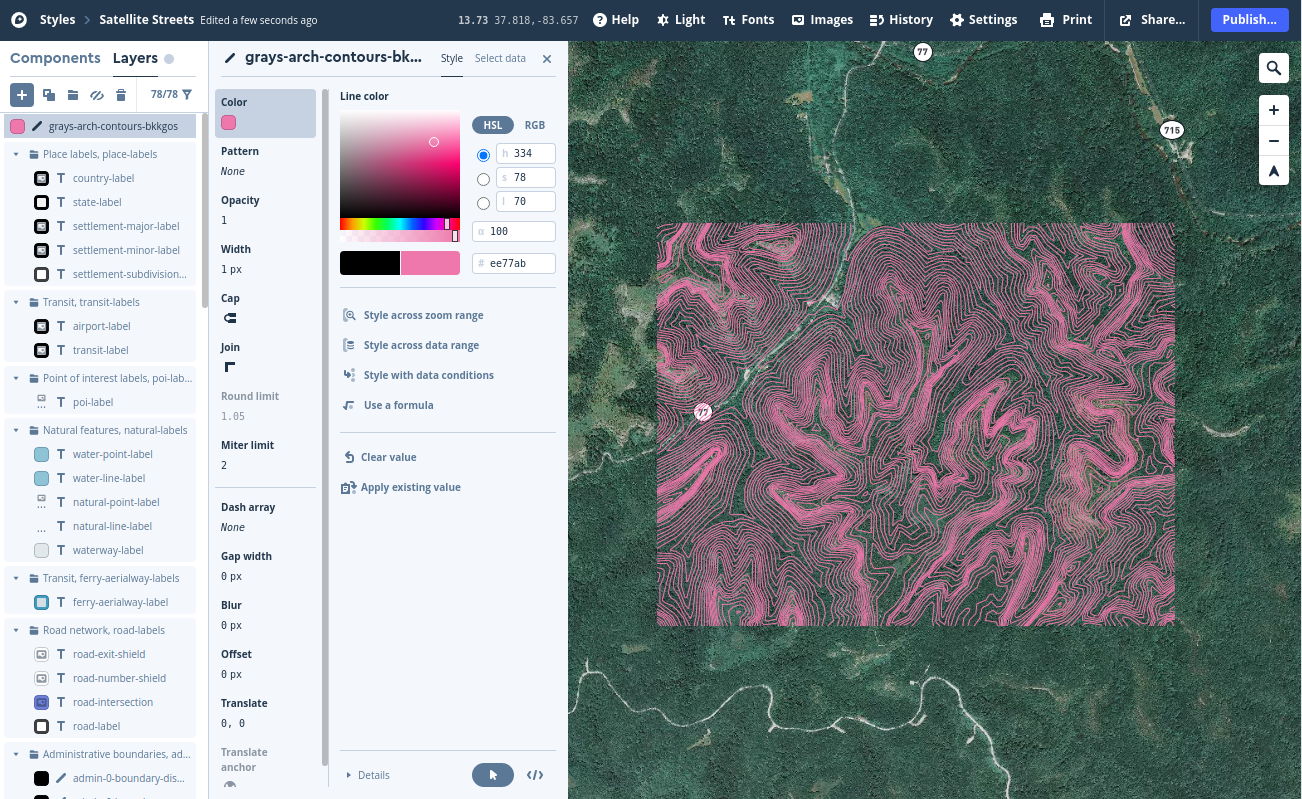 Styles
Satellite Streets
Edited a few seconds ago
13.73 37.818,-83.657
Help
Light
Fonts
Images
History
Settings
Print
Share...
Publish...
Components
Layers
78/78
grays-arch-contours-bkkgos
Place labels, place-labels
country-label
state-label
settlement-major-label
settlement-minor-label
settlement-subdivision...
Transit, transit-labels
airport-label
transit-label
Point of interest labels, poi-lab...
poi-label
Natural features, natural-labels
water-point-label
water-line-label
natural-point-label
natural-line-label
waterway-label
Transit, ferry-aerialway-labels
ferry-aerialway-label
Road network, road-labels
road-exit-shield
road-number-shield
road-intersection
road-label
Administrative boundaries, ad...
admin-0-boundary-dis...
grays-arch-contours-bk...
Style
Select data
Color
Pattern
None
Opacity
1
Width
1 px
Cap
Join
Round limit
1.05
Miter limit
2
Dash array
None
Gap width
0 px
Blur
0 px
Offset
0 px
Translate
0, 0
Translate
anchor
Line color
HSL
RGB
h 334
s 78
l 70
α 100
# ee77ab
Style across zoom range
Style across data range
Style with data conditions
Use a formula
Clear value
Apply existing value
Details
77
715
77